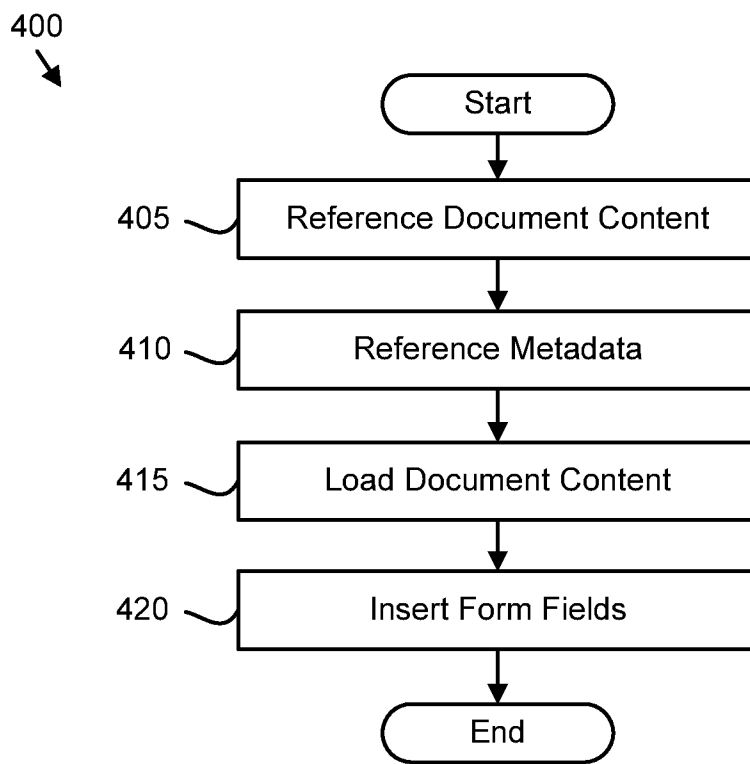 400
Start
405
Reference Document Content
410
Reference Metadata
415
Load Document Content
420
Insert Form Fields
End